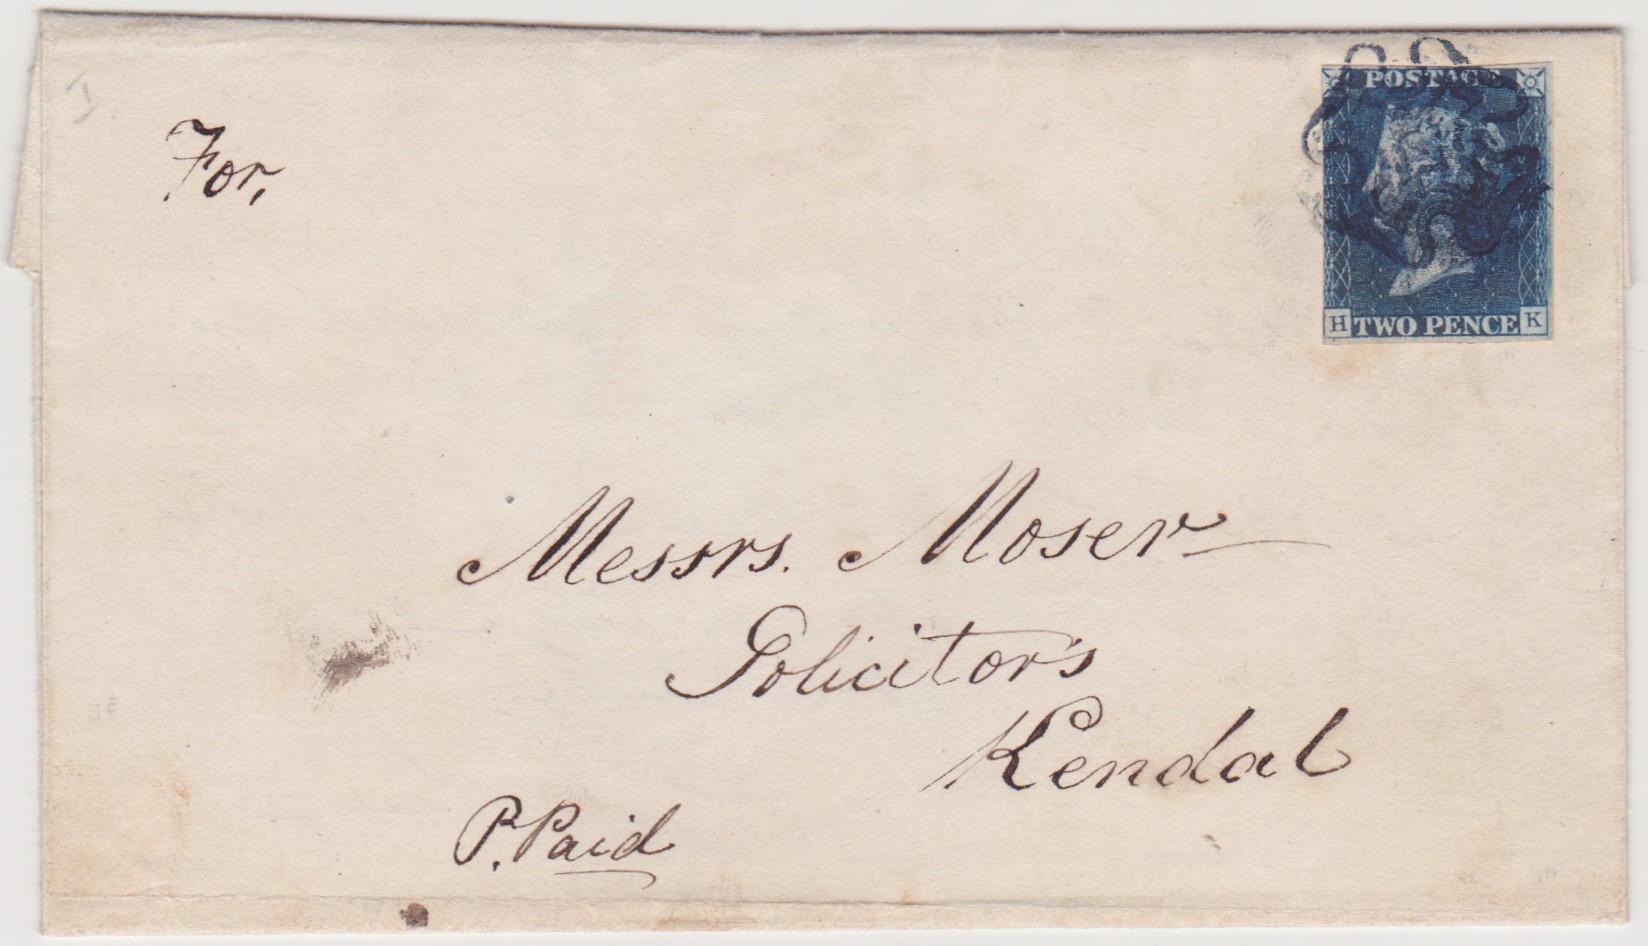 For,
POSTAGE
H TWO PENCE K
Messrs. Moser
Solicitors
Kendal
P. Paid